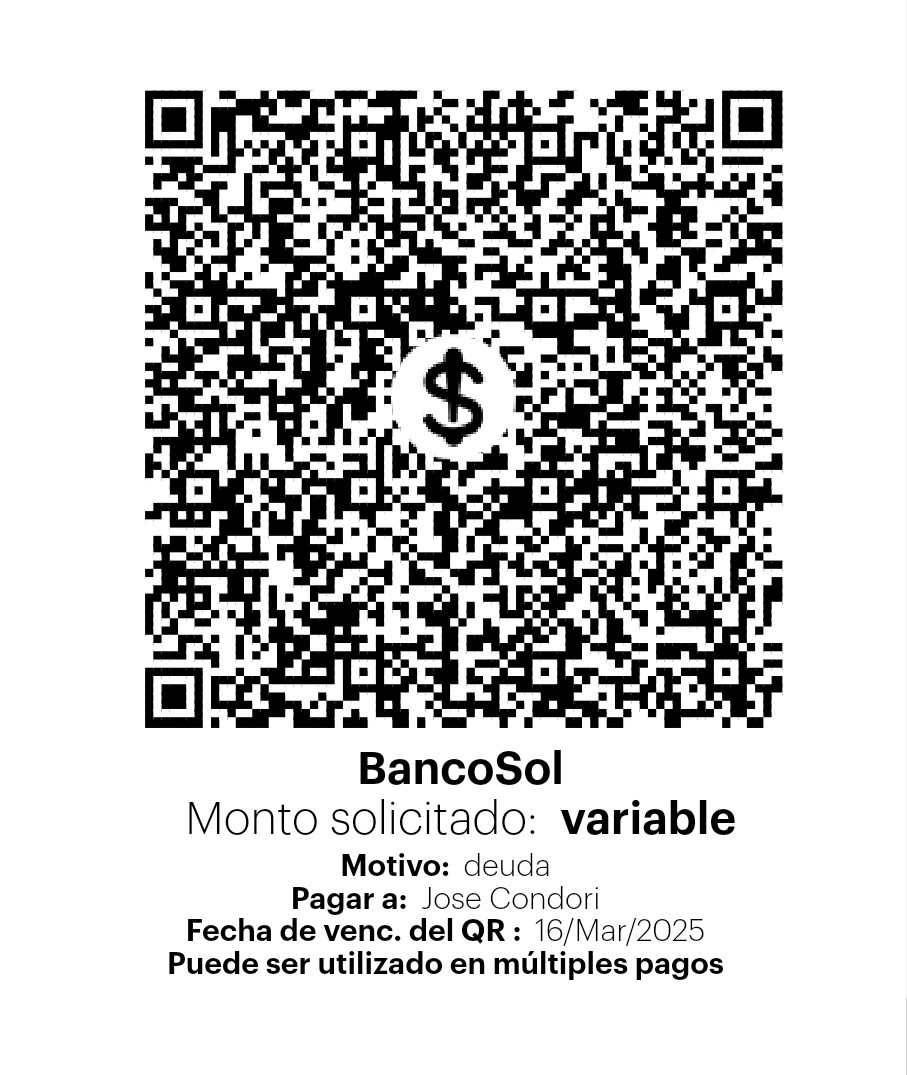 $
BancoSol
Monto solicitado: variable
Motivo: deuda
Pagar a: Jose Condori
Fecha de venc. del QR : 16/Mar/2025
Puede ser utilizado en múltiples pagos